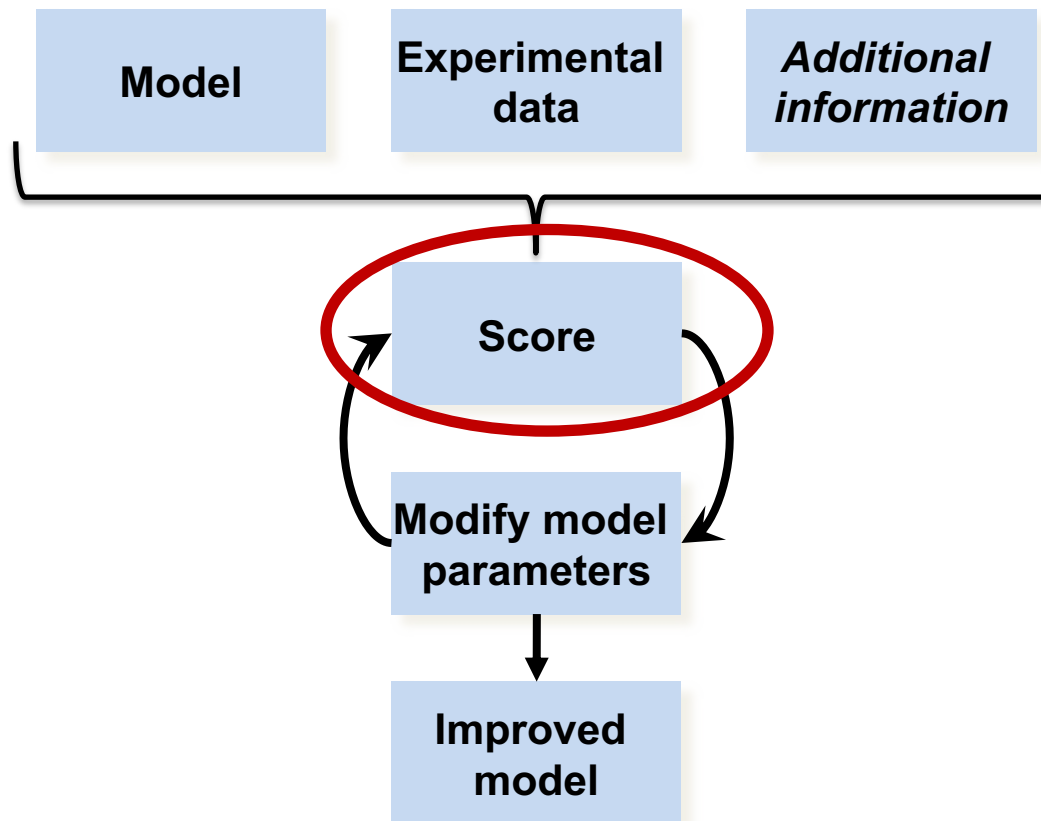 Model
Experimental
data
Additional
information
Score
Modify model
parameters
Improved
model